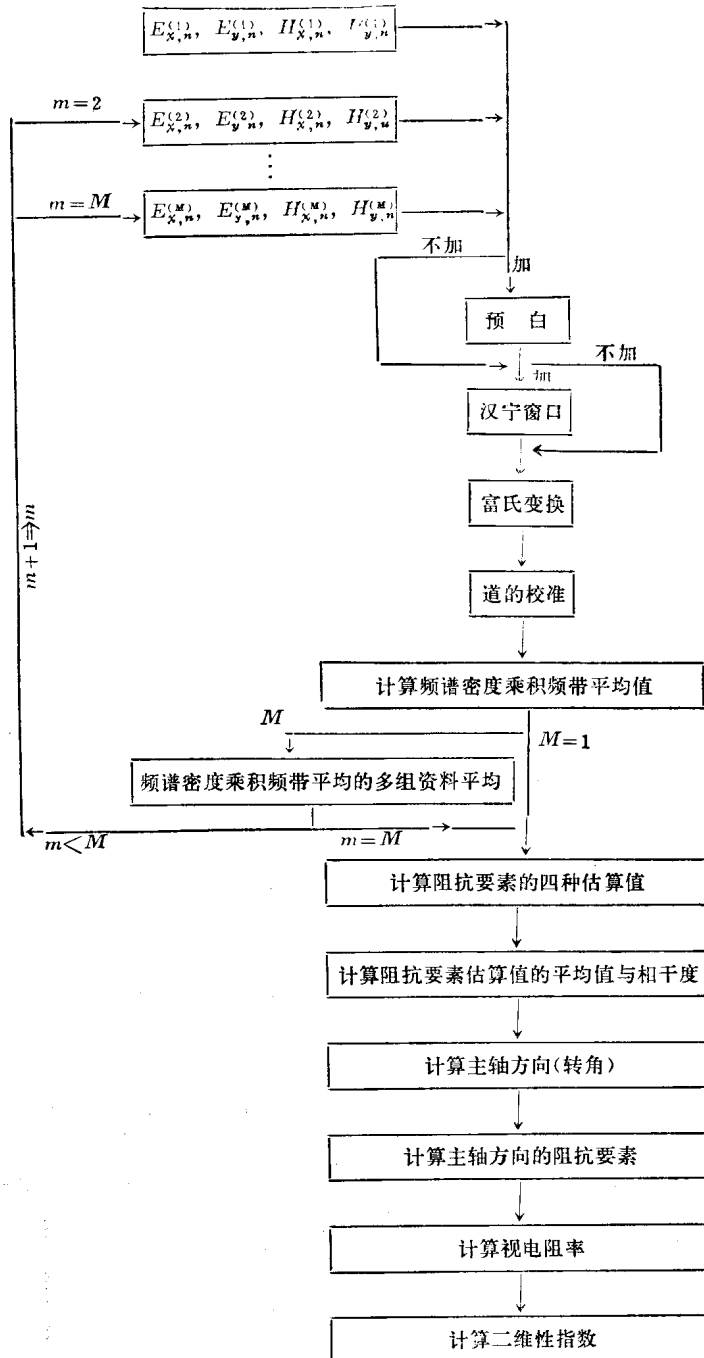 E_{x,n}^{(1)}, E_{y,n}^{(1)}, H_{x,n}^{(1)}, H_{y,n}^{(1)}
m=2
E_{x,n}^{(2)}, E_{y,n}^{(2)}, H_{x,n}^{(2)}, H_{y,n}^{(2)}
⋮
m=M
E_{x,n}^{(M)}, E_{y,n}^{(M)}, H_{x,n}^{(M)}, H_{y,n}^{(M)}
不加
加
预 白
不加
加
汉宁窗口
富氏变换
m+1⇒m
道的校准
计算频谱密度乘积频带平均值
M
M=1
频谱密度乘积频带平均的多组资料平均
m<M
m=M
计算阻抗要素的四种估算值
计算阻抗要素估算值的平均值与相干度
计算主轴方向(转角)
计算主轴方向的阻抗要素
计算视电阻率
计算二维性指数